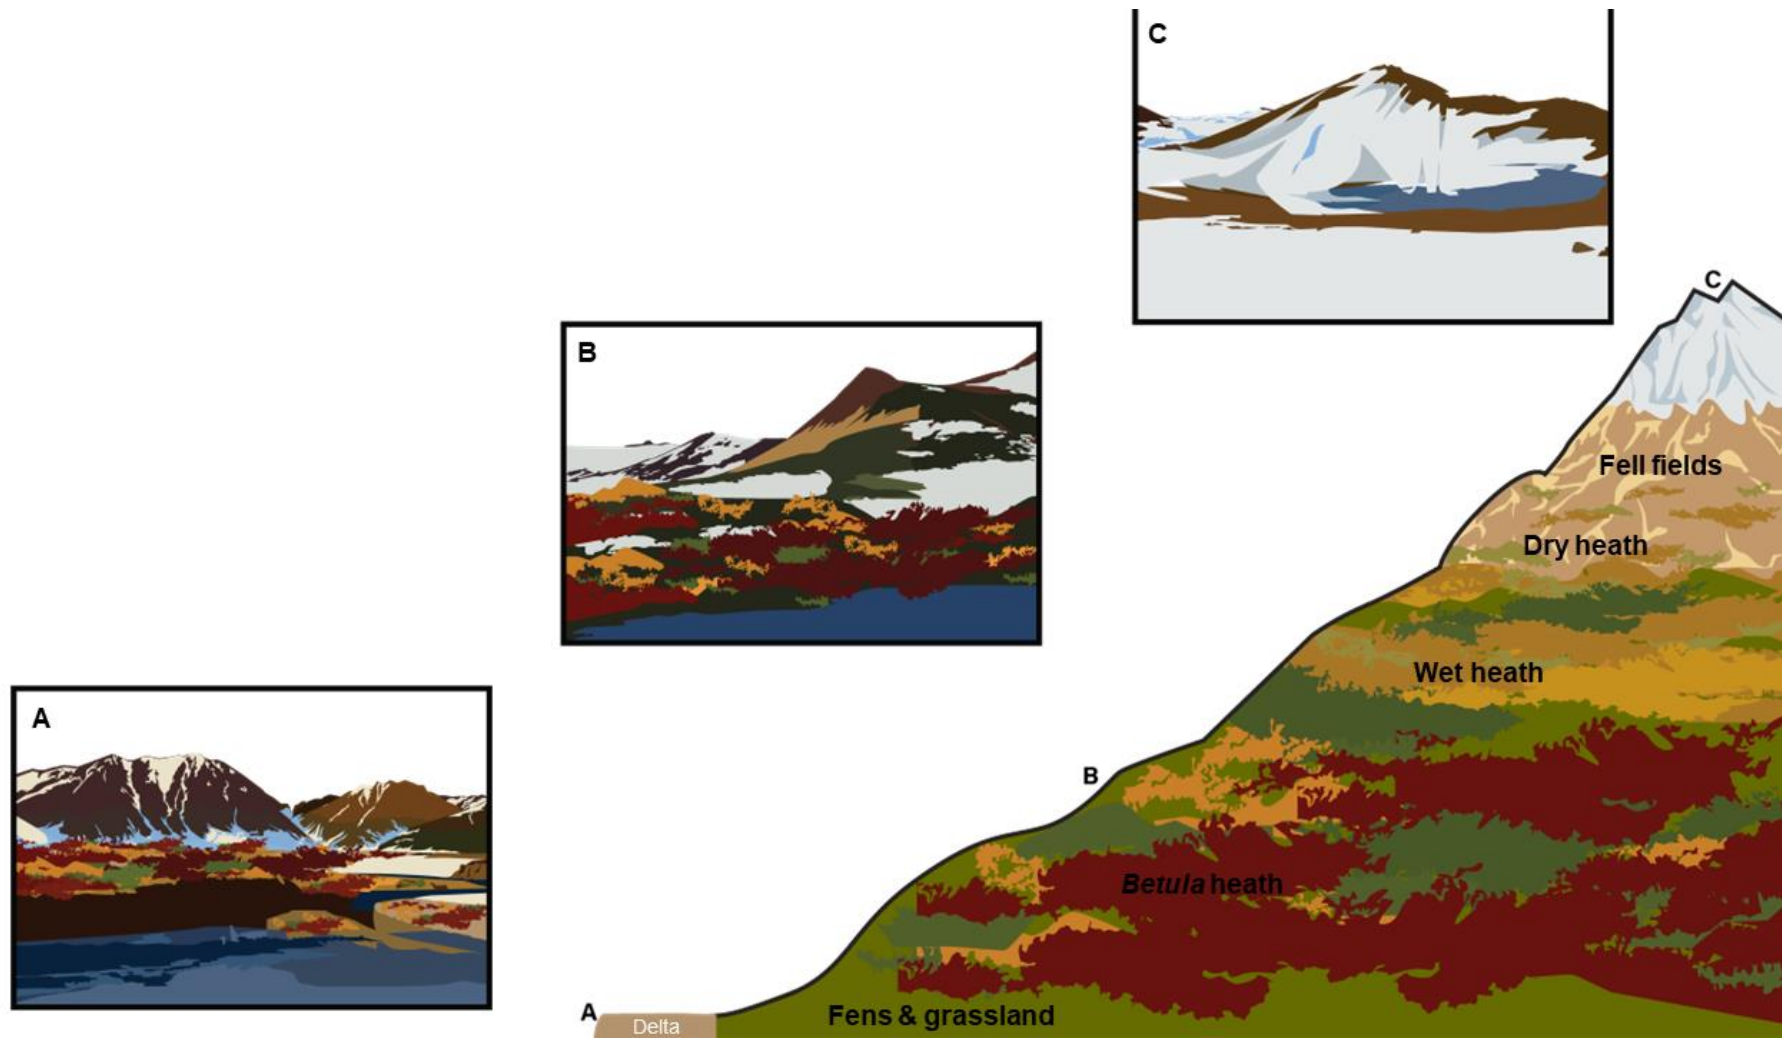 C
C
B
Fell fields
Dry heath
A
Wet heath
B
Betula heath
A
Delta
Fens & grassland